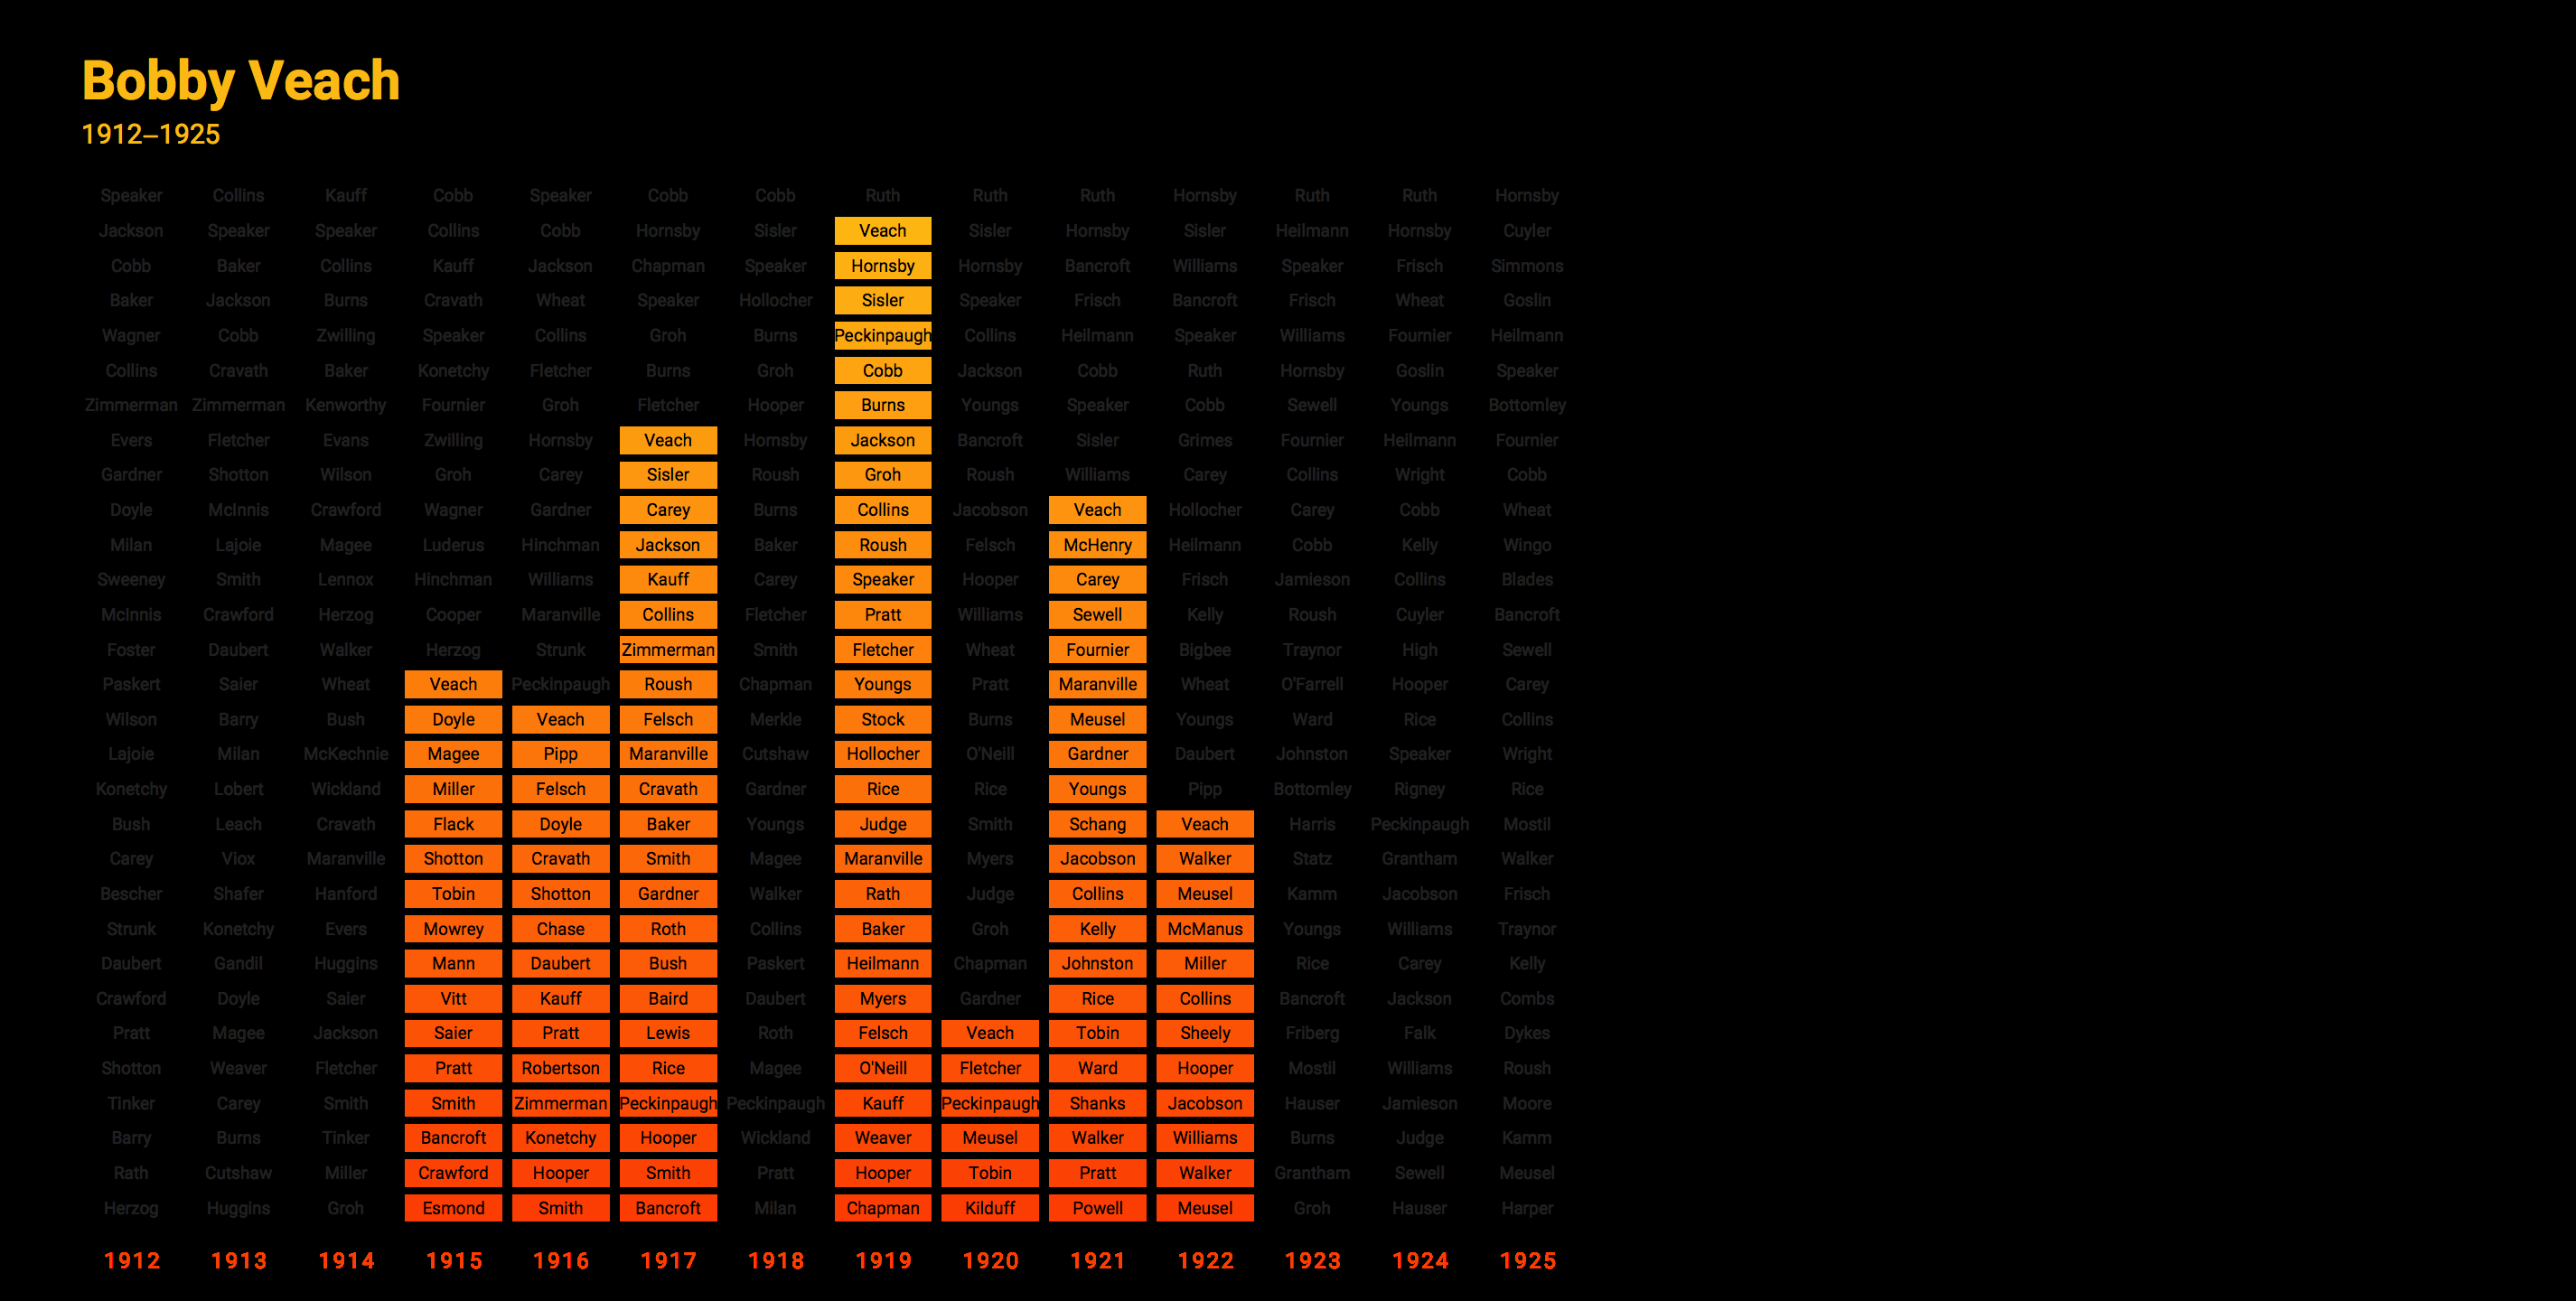 Bobby Veach
1912–1925
Speaker Collins Kauff Cobb Speaker Cobb Cobb Ruth Ruth Ruth Hornsby Ruth Ruth Hornsby
Jackson Speaker Speaker Collins Cobb Hornsby Sisler Veach Sisler Hornsby Sisler Heilmann Hornsby Cuyler
Cobb Baker Collins Kauff Jackson Chapman Speaker Hornsby Hornsby Bancroft Williams Speaker Frisch Simmons
Baker Jackson Burns Cravath Wheat Speaker Hollocher Sisler Speaker Frisch Bancroft Frisch Wheat Goslin
Wagner Cobb Zwilling Speaker Collins Groh Burns Peckinpaugh Collins Heilmann Speaker Williams Fournier Heilmann
Collins Cravath Baker Konetchy Fletcher Burns Groh Cobb Jackson Cobb Ruth Hornsby Goslin Speaker
Zimmerman Zimmerman Kenworthy Fournier Groh Fletcher Hooper Burns Youngs Speaker Cobb Sewell Youngs Bottomley
Evers Fletcher Evans Zwilling Hornsby Veach Hornsby Jackson Bancroft Sisler Grimes Fournier Heilmann Fournier
Gardner Shotton Wilson Groh Carey Sisler Roush Groh Roush Williams Carey Collins Wright Cobb
Doyle McInnis Crawford Wagner Gardner Carey Burns Collins Jacobson Veach Hollocher Carey Cobb Wheat
Milan Lajoie Magee Luderus Hinchman Jackson Baker Roush Felsch McHenry Heilmann Cobb Kelly Wingo
Sweeney Smith Lennox Hinchman Williams Kauff Carey Speaker Hooper Carey Frisch Jamieson Collins Blades
McInnis Crawford Herzog Cooper Maranville Collins Fletcher Pratt Williams Sewell Kelly Roush Cuyler Bancroft
Foster Daubert Walker Herzog Strunk Zimmerman Smith Fletcher Wheat Fournier Bigbee Traynor High Sewell
Paskert Saier Wheat Veach Peckinpaugh Roush Chapman Youngs Pratt Maranville Wheat O'Farrell Hooper Carey
Wilson Barry Bush Doyle Veach Felsch Merkle Stock Burns Meusel Youngs Ward Rice Collins
Lajoie Milan McKechnie Magee Pipp Maranville Cutshaw Hollocher O'Neill Gardner Daubert Johnston Speaker Wright
Konetchy Lobert Wickland Miller Felsch Cravath Gardner Rice Rice Youngs Pipp Bottomley Rigney Rice
Bush Leach Cravath Flack Doyle Baker Youngs Judge Smith Schang Veach Harris Peckinpaugh Mostil
Carey Viox Maranville Shotton Cravath Smith Magee Maranville Myers Jacobson Walker Statz Grantham Walker
Bescher Shafer Hanford Tobin Shotton Gardner Walker Rath Judge Collins Meusel Kamm Jacobson Frisch
Strunk Konetchy Evers Mowrey Chase Roth Collins Baker Groh Kelly McManus Youngs Williams Traynor
Daubert Gandil Huggins Mann Daubert Bush Paskert Heilmann Chapman Johnston Miller Rice Carey Kelly
Crawford Doyle Saier Vitt Kauff Baird Daubert Myers Gardner Rice Collins Bancroft Jackson Combs
Pratt Magee Jackson Saier Pratt Lewis Roth Felsch Veach Tobin Sheely Friberg Falk Dykes
Shotton Weaver Fletcher Pratt Robertson Rice Magee O'Neill Fletcher Ward Hooper Mostil Williams Roush
Tinker Carey Smith Smith Zimmerman Peckinpaugh Peckinpaugh Kauff Peckinpaugh Shanks Jacobson Hauser Jamieson Moore
Barry Burns Tinker Bancroft Konetchy Hooper Wickland Weaver Meusel Walker Williams Burns Judge Kamm
Rath Cutshaw Miller Crawford Hooper Smith Pratt Hooper Tobin Pratt Walker Grantham Sewell Meusel
Herzog Huggins Groh Esmond Smith Bancroft Milan Chapman Kilduff Powell Meusel Groh Hauser Harper
1912 1913 1914 1915 1916 1917 1918 1919 1920 1921 1922 1923 1924 1925